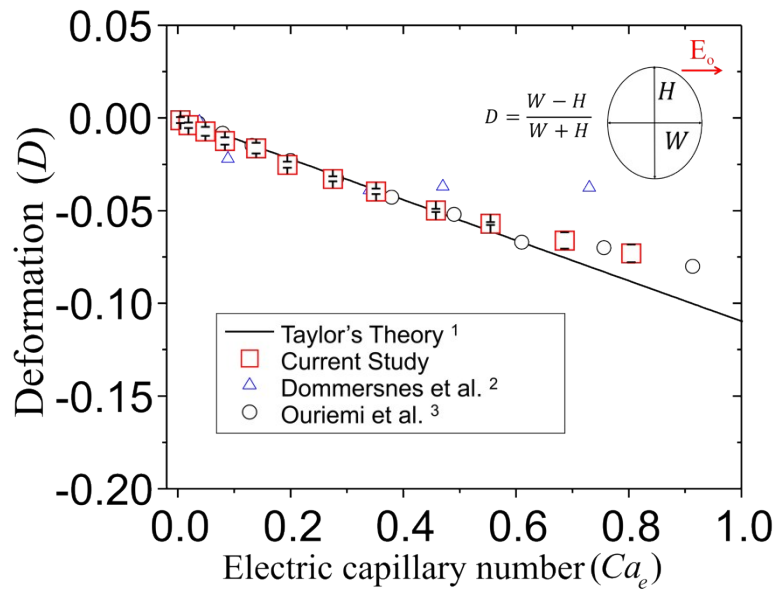 0.05
0.00
-0.05
-0.10
-0.15
-0.20
Deformation (D)
E₀
D = (W − H)/(W + H)
H
W
Taylor's Theory ¹
Current Study
Dommersnes et al. ²
Ouriemi et al. ³
0.0 0.2 0.4 0.6 0.8 1.0
Electric capillary number (Caₑ)